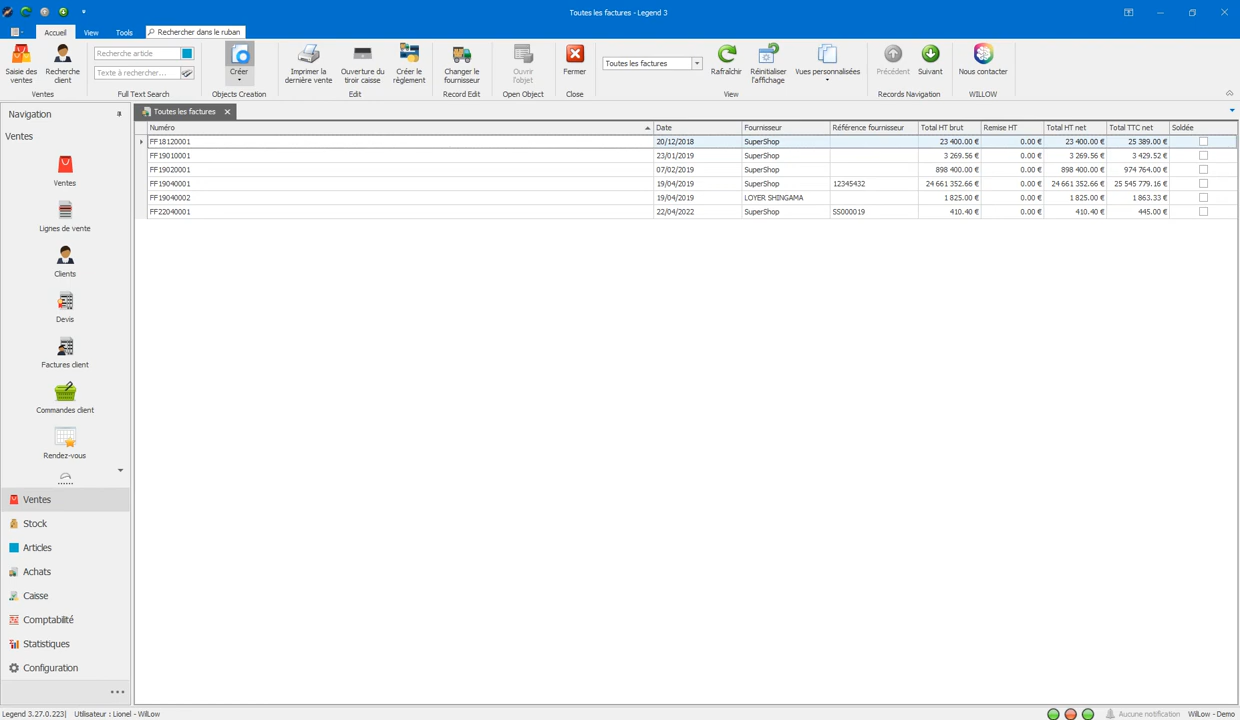 Toutes les factures - Legend 3
Accueil View Tools Rechercher dans le ruban
Saisie des ventes
Recherche client
Ventes
Recherche article
Texte à rechercher...
Full Text Search
Créer
Objects Creation
Imprimer la dernière vente
Ouverture du tiroir caisse
Créer le règlement
Edit
Changer le fournisseur
Record Edit
Ouvrir l'objet
Open Object
Fermer
Close
Toutes les factures
Rafraîchir
Réinitialiser l'affichage
Vues personnalisées
View
Précédent
Suivant
Records Navigation
Nous contacter
WILLOW
Navigation
Toutes les factures
Ventes
Ventes
Lignes de vente
Clients
Devis
Factures client
Commandes client
Rendez-vous
Ventes
Stock
Articles
Achats
Caisse
Comptabilité
Statistiques
Configuration
Numéro Date Fournisseur Référence fournisseur Total HT brut Remise HT Total HT net Total TTC net Soldée
FF18120001 20/12/2018 SuperShop 23 400.00 € 0.00 € 23 400.00 € 25 389.00 €
FF19010001 23/01/2019 SuperShop 3 269.56 € 0.00 € 3 269.56 € 3 429.52 €
FF19020001 07/02/2019 SuperShop 898 400.00 € 0.00 € 898 400.00 € 974 764.00 €
FF19040001 19/04/2019 SuperShop 12345432 24 661 352.66 € 0.00 € 24 661 352.66 € 25 545 779.16 €
FF19040002 19/04/2019 LOYER SHINGAMA 1 825.00 € 0.00 € 1 825.00 € 1 863.33 €
FF22040001 22/04/2022 SuperShop SS000019 410.40 € 0.00 € 410.40 € 445.00 €
Legend 3.27.0.223| Utilisateur : Lionel - WilLow
Aucune notification WilLow - Demo